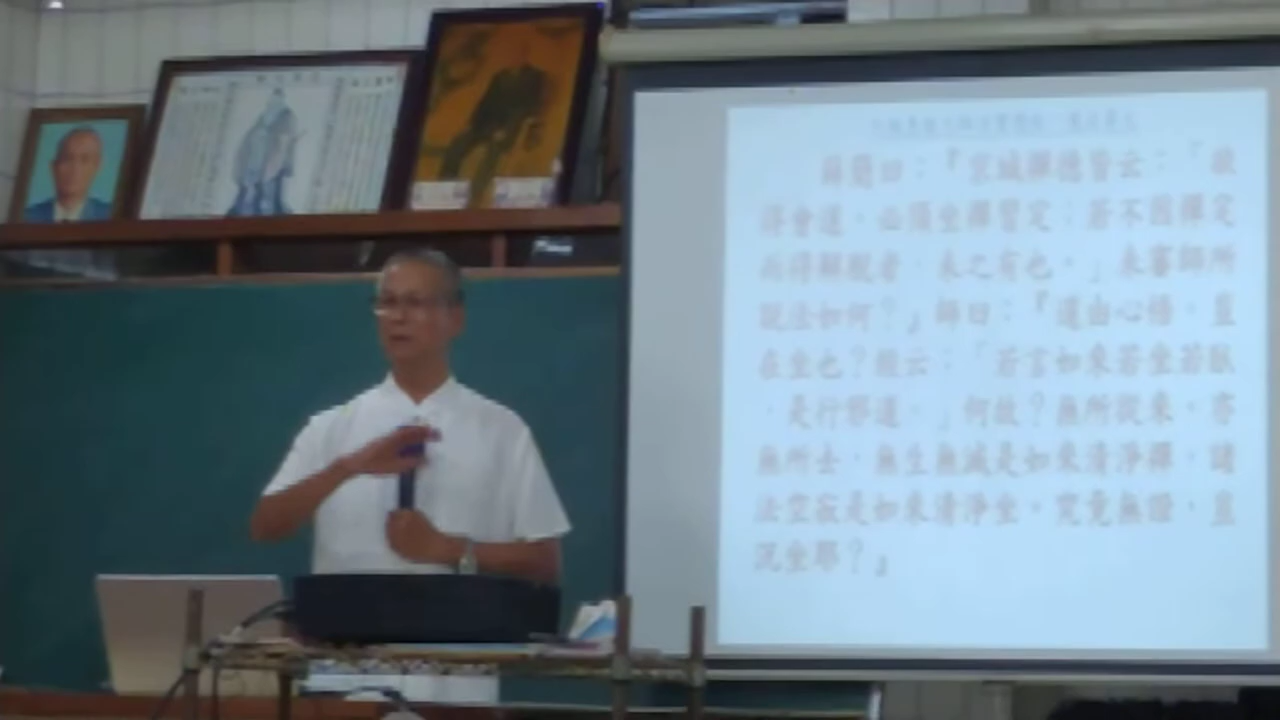 薛簡曰：『京城禪德皆云：「欲
得會道，必須坐禪習定；若不因禪定
而得解脫者，未之有也。」未審師所
說法如何？』師曰：『道由心悟，豈
在坐也？經云：「若言如來若坐若臥
，是行邪道。」何故？無所從來，亦
無所去，無生無滅是如來清淨禪，諸
法空寂是如來清淨坐。究竟無證，豈
況坐耶？』